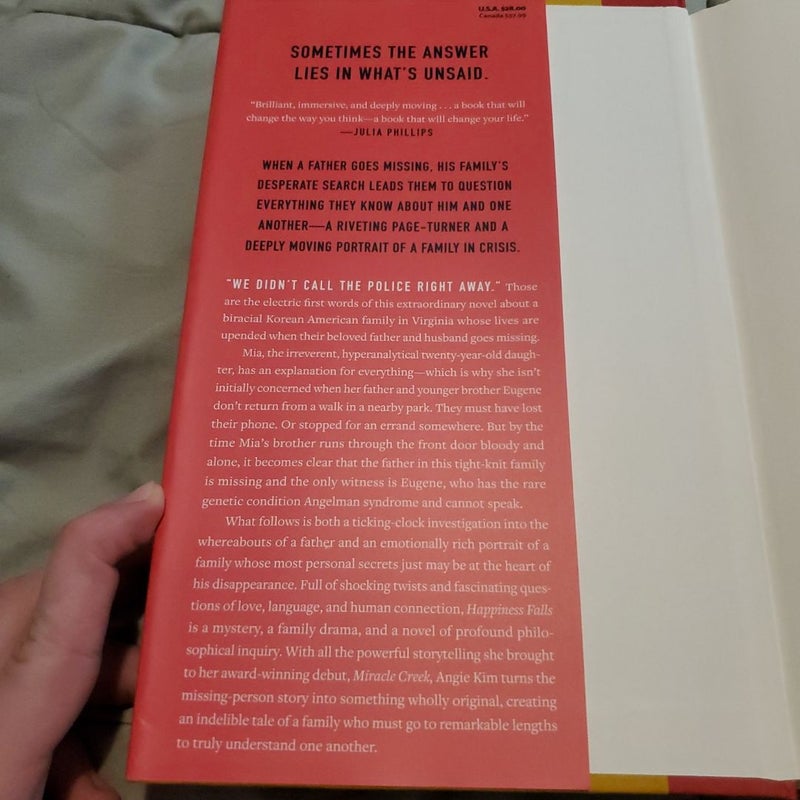 U.S.A. $28.00
Canada $37.99
SOMETIMES THE ANSWER
LIES IN WHAT'S UNSAID.
“Brilliant, immersive, and deeply moving . . . a book that will
change the way you think—a book that will change your life.”
—JULIA PHILLIPS
WHEN A FATHER GOES MISSING, HIS FAMILY'S
DESPERATE SEARCH LEADS THEM TO QUESTION
EVERYTHING THEY KNOW ABOUT HIM AND ONE
ANOTHER—A RIVETING PAGE-TURNER AND A
DEEPLY MOVING PORTRAIT OF A FAMILY IN CRISIS.
“WE DIDN'T CALL THE POLICE RIGHT AWAY.” Those
are the electric first words of this extraordinary novel about a
biracial Korean American family in Virginia whose lives are
upended when their beloved father and husband goes missing.
Mia, the irreverent, hyperanalytical twenty-year-old daugh-
ter, has an explanation for everything—which is why she isn't
initially concerned when her father and younger brother Eugene
don't return from a walk in a nearby park. They must have lost
their phone. Or stopped for an errand somewhere. But by the
time Mia's brother runs through the front door bloody and
alone, it becomes clear that the father in this tight-knit family
is missing and the only witness is Eugene, who has the rare
genetic condition Angelman syndrome and cannot speak.
What follows is both a ticking-clock investigation into the
whereabouts of a father and an emotionally rich portrait of a
family whose most personal secrets just may be at the heart of
his disappearance. Full of shocking twists and fascinating ques-
tions of love, language, and human connection, Happiness Falls
is a mystery, a family drama, and a novel of profound philo-
sophical inquiry. With all the powerful storytelling she brought
to her award-winning debut, Miracle Creek, Angie Kim turns the
missing-person story into something wholly original, creating
an indelible tale of a family who must go to remarkable lengths
to truly understand one another.